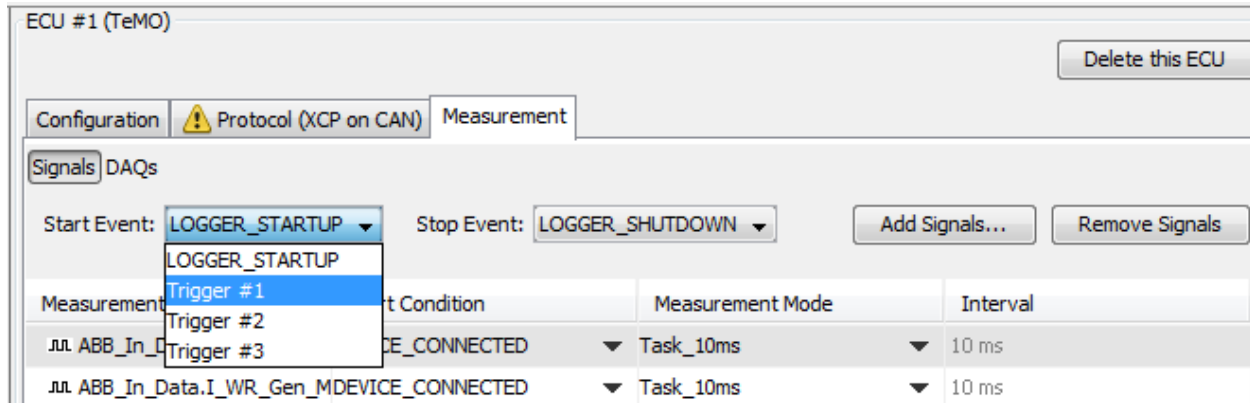 ECU #1 (TeMO)
Delete this ECU
Configuration Protocol (XCP on CAN) Measurement
Signals DAQs
Start Event: LOGGER_STARTUP Stop Event: LOGGER_SHUTDOWN Add Signals... Remove Signals
LOGGER_STARTUP
Trigger #1
Trigger #2
Trigger #3
Measurement t Condition Measurement Mode Interval
ABB_In_D CE_CONNECTED Task_10ms 10 ms
ABB_In_Data.I_WR_Gen_M DEVICE_CONNECTED Task_10ms 10 ms